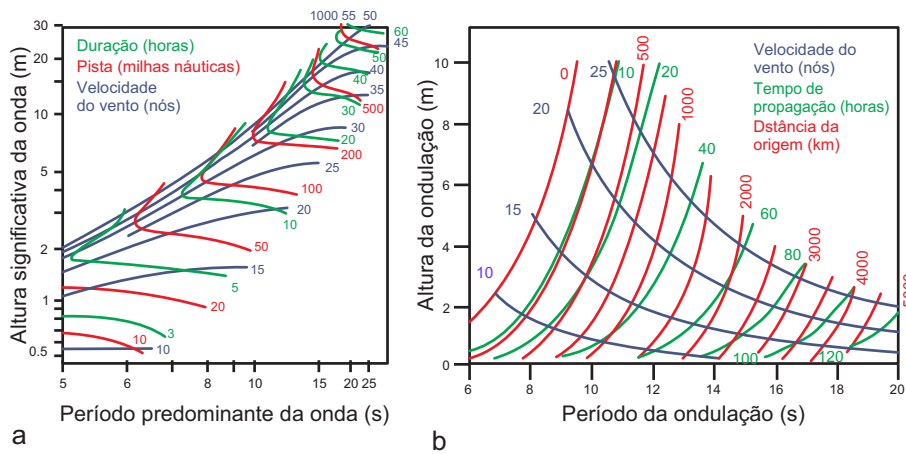 1000 55 50
60
45
50
40
40
35
500
30
30
20
200
25
100
20
10
50
15
5
20
3
10
10
Duração (horas)
Pista (milhas náuticas)
Velocidade
do vento (nós)
Altura significativa da onda (m)
30
20
10
5
2
1
0.5
5 6 8 10 15 20 25
Período predominante da onda (s)
a
Velocidade do
vento (nós)
Tempo de
propagação (horas)
Dstância da
origem (km)
Altura da ondulação (m)
10
8
6
4
2
0
0 10 500 20 25
1000
20
40
15
2000
60
10
80
3000
4000
100
120
6 8 10 12 14 16 18 20
Período da ondulação (s)
b